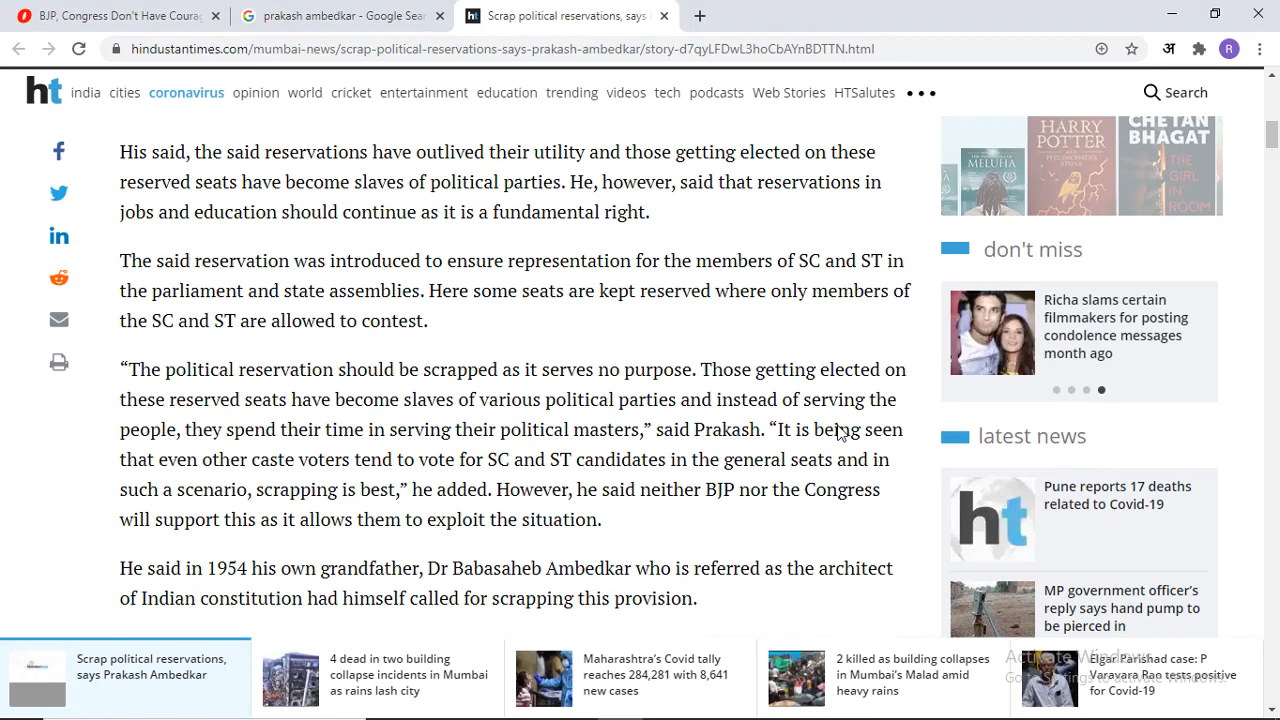 BJP, Congress Don't Have Coura
prakash ambedkar - Google Sear
Scrap political reservations, says
hindustantimes.com/mumbai-news/scrap-political-reservations-says-prakash-ambedkar/story-d7qyLFDwL3hoCbAYnBDTTN.html
अ
R
ht
india cities coronavirus opinion world cricket entertainment education trending videos tech podcasts Web Stories HTSalutes
Search
His said, the said reservations have outlived their utility and those getting elected on these
reserved seats have become slaves of political parties. He, however, said that reservations in
jobs and education should continue as it is a fundamental right.
The said reservation was introduced to ensure representation for the members of SC and ST in
the parliament and state assemblies. Here some seats are kept reserved where only members of
the SC and ST are allowed to contest.
“The political reservation should be scrapped as it serves no purpose. Those getting elected on
these reserved seats have become slaves of various political parties and instead of serving the
people, they spend their time in serving their political masters,” said Prakash. “It is being seen
that even other caste voters tend to vote for SC and ST candidates in the general seats and in
such a scenario, scrapping is best,” he added. However, he said neither BJP nor the Congress
will support this as it allows them to exploit the situation.
He said in 1954 his own grandfather, Dr Babasaheb Ambedkar who is referred as the architect
of Indian constitution had himself called for scrapping this provision.
MELUHA
HARRY
POTTER
CHETAN
BHAGAT
THE
GIRL
IN
ROOM
don't miss
Richa slams certain
filmmakers for posting
condolence messages
month ago
latest news
ht
Pune reports 17 deaths
related to Covid-19
MP government officer’s
reply says hand pump to
be pierced in
Scrap political reservations,
says Prakash Ambedkar
4 dead in two building
collapse incidents in Mumbai
as rains lash city
Maharashtra’s Covid tally
reaches 284,281 with 8,641
new cases
2 killed as building collapses
in Mumbai’s Malad amid
heavy rains
Elgar Parishad case: P
Varavara Rao tests positive
for Covid-19
Activate Windows
Go to Settings to activate Windows.